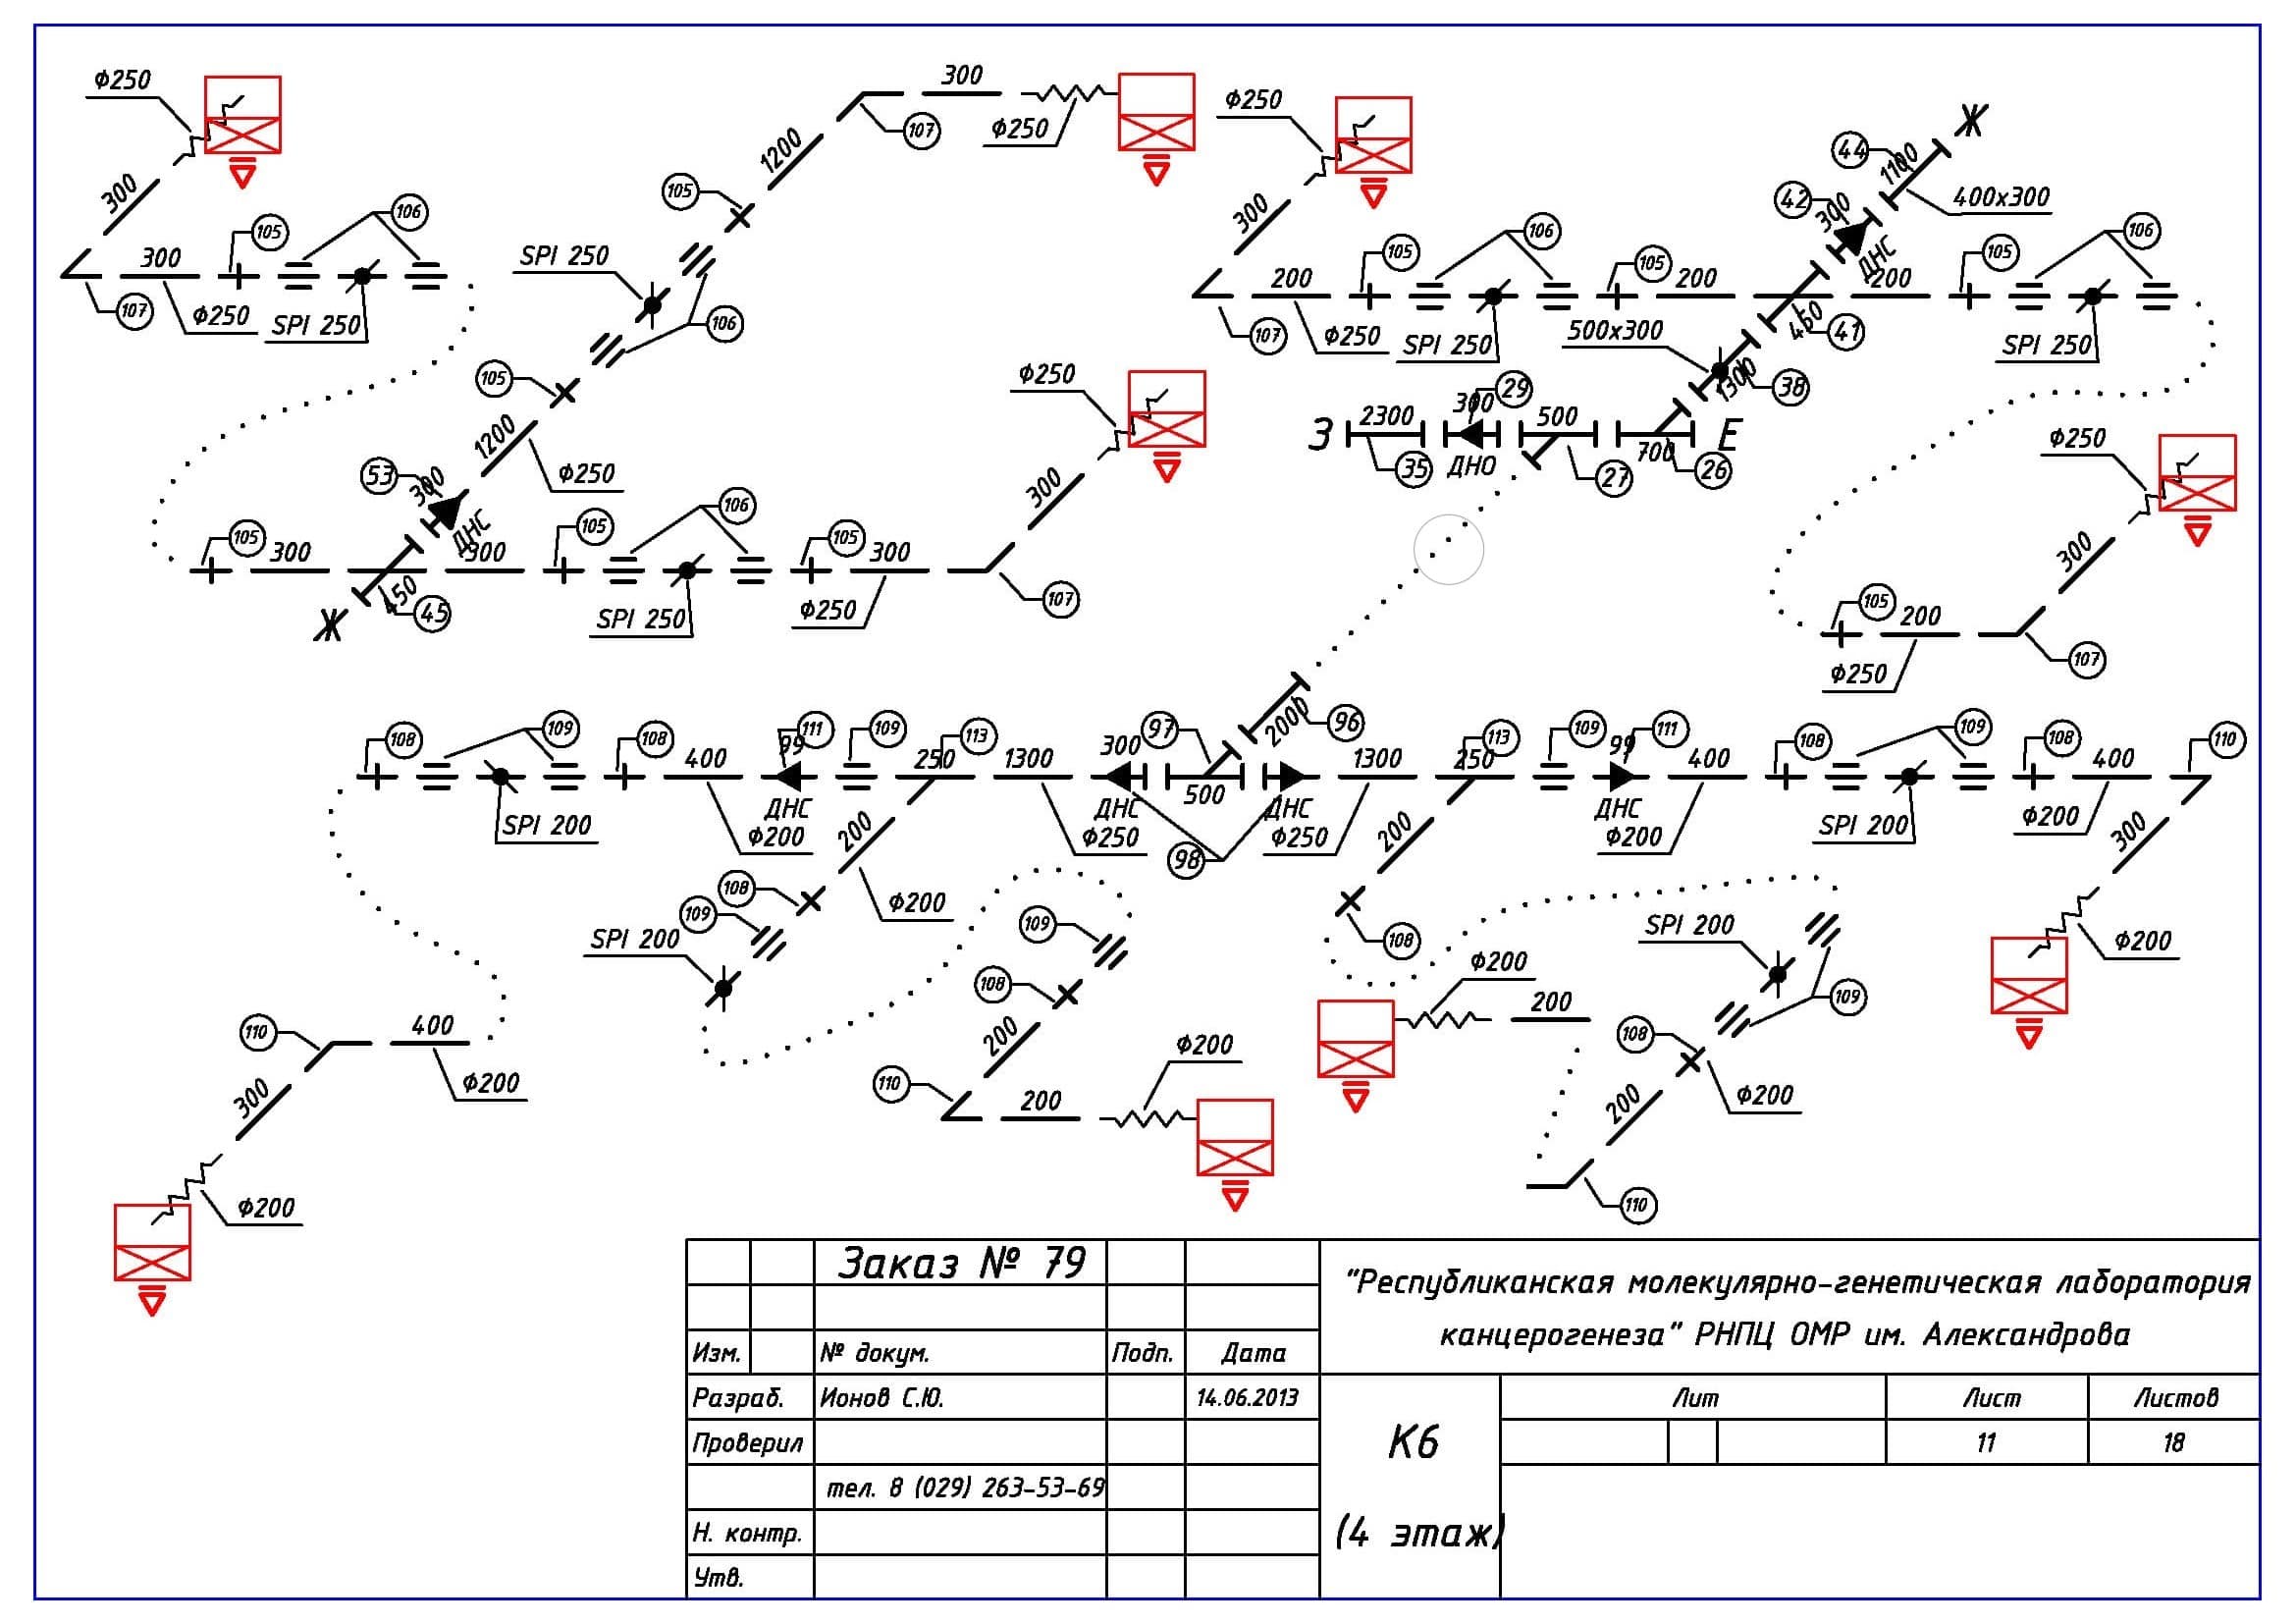 ф250
300
107
300
105
106
ф250
SPI 250
SPI 250
105
1200
107
300
ф250
106
105
1200
ф250
53
300
ДНС
105
300
300
450
45
Ж
105
106
SPI 250
105
300
ф250
107
300
ф250
ф250
300
107
200
ф250
105
106
SPI 250
105
200
500х300
Ж
44
1100
400х300
42
300
ДНС
200
450
41
105
106
SPI 250
1300
38
З
2300
35
300
29
ДНО
500
27
700
26
Е
ф250
300
105
200
ф250
107
108
109
SPI 200
108
400
ф200
99
111
ДНС
109
250
113
1300
ф250
300
ДНС
97
500
98
2000
96
ДНС
ф250
1300
250
113
109
99
111
ДНС
ф200
400
108
109
SPI 200
108
400
ф200
110
300
ф200
200
ф200
108
109
SPI 200
109
108
200
110
200
ф200
200
108
ф200
200
SPI 200
109
108
ф200
200
110
110
400
ф200
300
ф200
Заказ № 79
Изм.
№ докум.
Подп.
Дата
Разраб.
Ионов С.Ю.
14.06.2013
Проверил
тел. 8 (029) 263-53-69
Н. контр.
Утв.
"Республиканская молекулярно-генетическая лаборатория
канцерогенеза" РНПЦ ОМР им. Александрова
К6
(4 этаж)
Лит
Лист
Листов
11
18